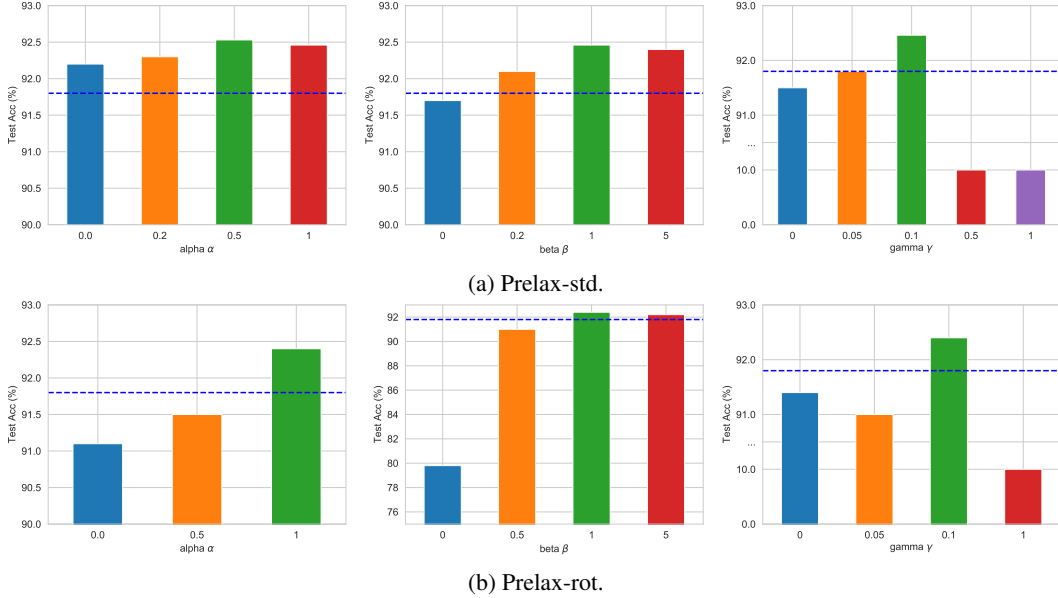 93.0
92.5
92.0
91.5
91.0
90.5
90.0
Test Acc (%)
0.0 0.2 0.5 1
alpha α
93.0
92.5
92.0
91.5
91.0
90.5
90.0
Test Acc (%)
0 0.2 1 5
beta β
93.0
92.0
91.0
...
10.0
0.0
Test Acc (%)
0 0.05 0.1 0.5 1
gamma γ
(a) Prelax-std.
93.0
92.5
92.0
91.5
91.0
90.5
90.0
Test Acc (%)
0.0 0.5 1
alpha α
92
90
88
86
84
82
80
78
76
Test Acc (%)
0 0.5 1 5
beta β
93.0
92.0
91.0
...
10.0
0.0
Test Acc (%)
0 0.05 0.1 1
gamma γ
(b) Prelax-rot.